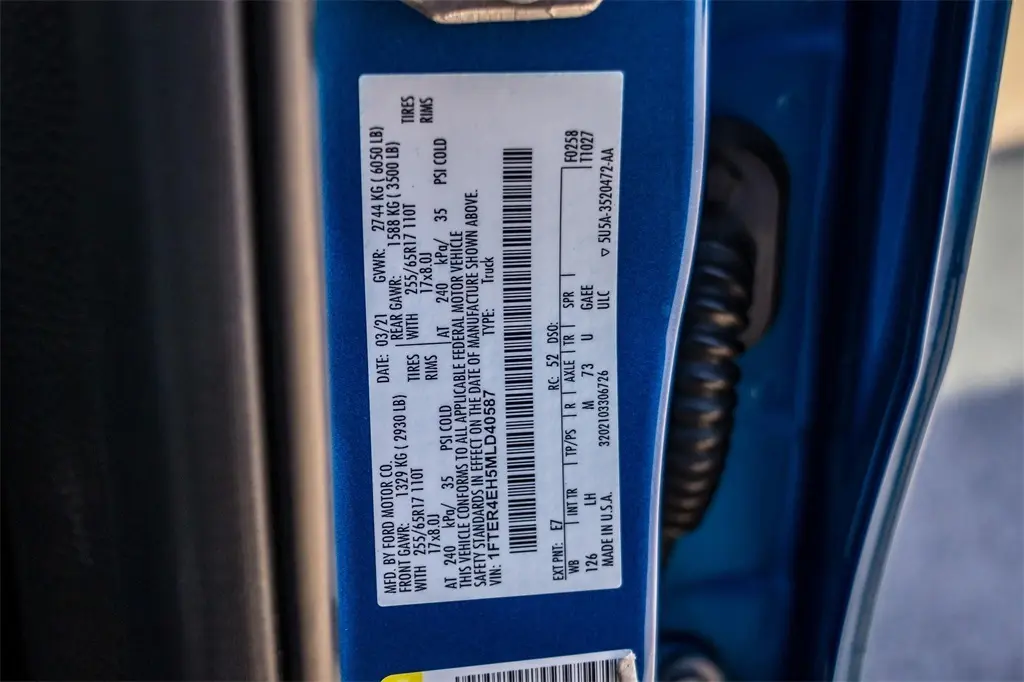 MFD. BY FORD MOTOR CO. DATE: 03/21 GVWR: 2744 KG ( 6050 LB)
FRONT GAWR: 1329 KG ( 2930 LB) REAR GAWR: 1588 KG ( 3500 LB)
WITH 255/65R17 110T TIRES WITH 255/65R17 110T TIRES
17x8.0J RIMS 17x8.0J RIMS
AT 240 kPa/ 35 PSI COLD AT 240 kPa/ 35 PSI COLD
THIS VEHICLE CONFORMS TO ALL APPLICABLE FEDERAL MOTOR VEHICLE
SAFETY STANDARDS IN EFFECT ON THE DATE OF MANUFACTURE SHOWN ABOVE.
VIN: 1FTER4EH5MLD40587 TYPE: Truck
EXT PNT: E7 RC: 52 DSO: F0258
WB INT TR TP/PS R AXLE TR SPR T1027
126 LH M 73 U GAEE
MADE IN U.S.A. 3202103306726 ULC ▽ 5U5A-3520472-AA